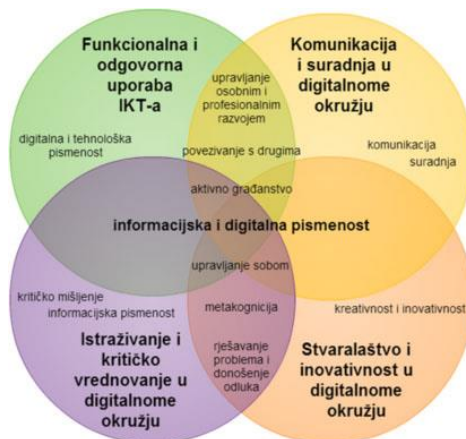 Funkcionalna i
odgovorna
uporaba
IKT-a
Komunikacija
i suradnja u
digitalnome
okružju
upravljanje
osobnim i
profesionalnim
razvojem
digitalna i tehnološka
pismenost
povezivanje s drugima
komunikacija
suradnja
aktivno građanstvo
informacijska i digitalna pismenost
upravljanje sobom
kritičko mišljenje
informacijska pismenost
metakognicija
kreativnost i inovativnost
Istraživanje i
kritičko
vrednovanje u
digitalnome
okružju
rješavanje
problema i
donošenje
odluka
Stvaralaštvo i
inovativnost u
digitalnome
okružju